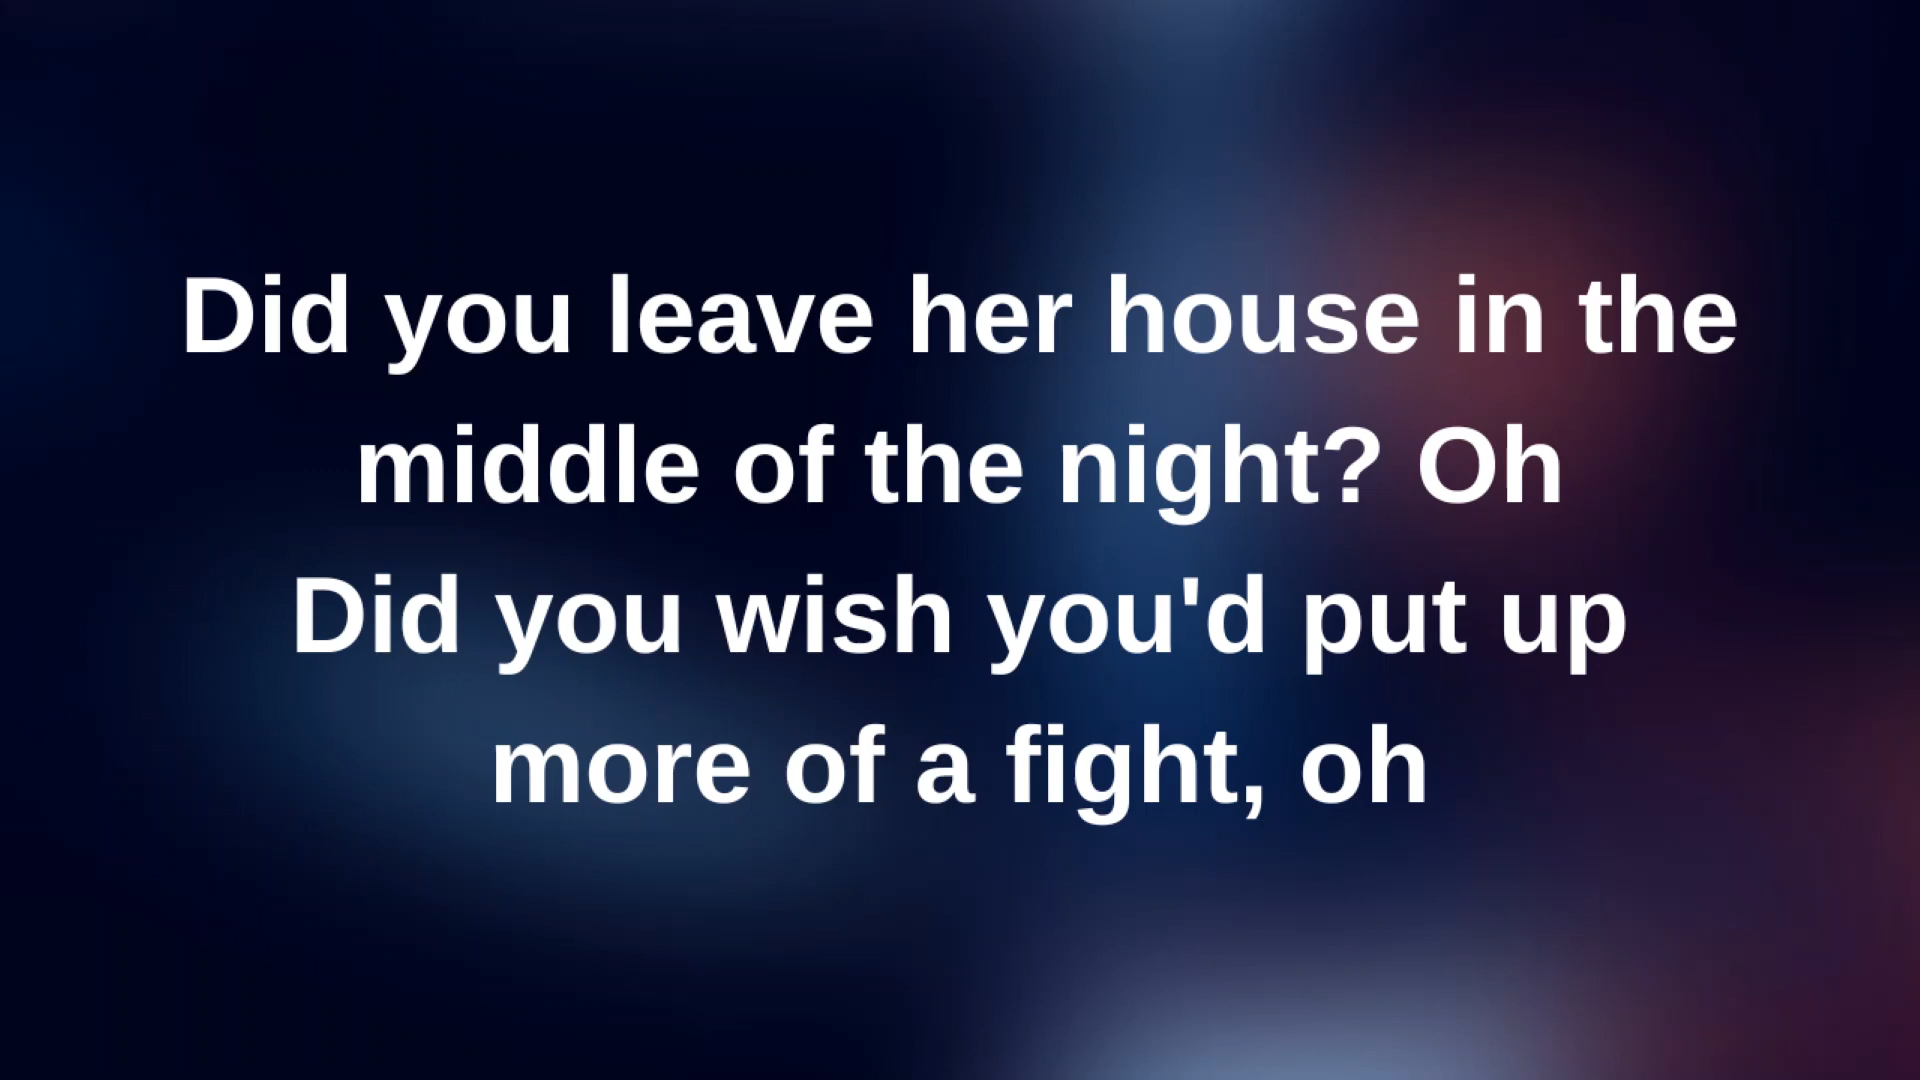 Did you leave her house in the
middle of the night? Oh
Did you wish you'd put up
more of a fight, oh